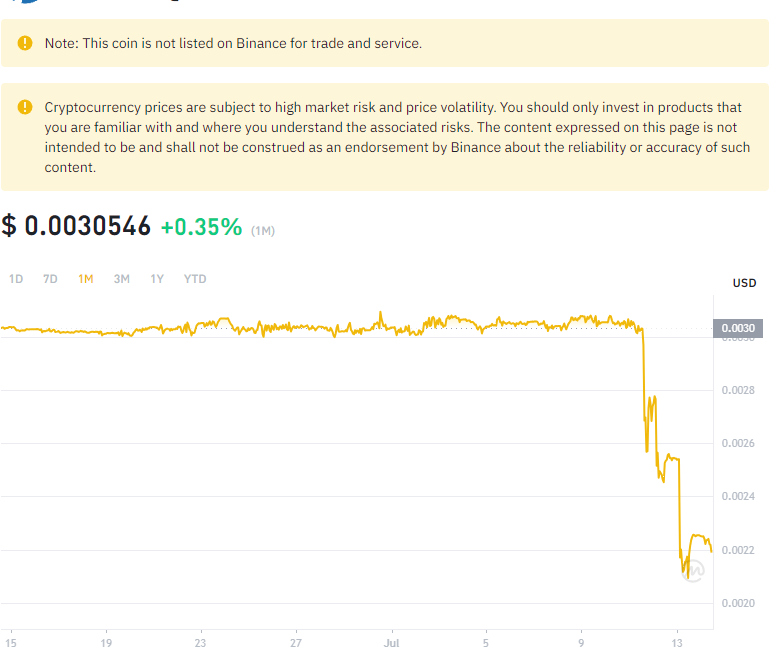 Note: This coin is not listed on Binance for trade and service.
Cryptocurrency prices are subject to high market risk and price volatility. You should only invest in products that
you are familiar with and where you understand the associated risks. The content expressed on this page is not
intended to be and shall not be construed as an endorsement by Binance about the reliability or accuracy of such
content.
$ 0.0030546 +0.35% (1M)
1D 7D 1M 3M 1Y YTD
USD
0.0030
0.0030
0.0028
0.0026
0.0024
0.0022
0.0020
15 19 23 27 Jul 5 9 13